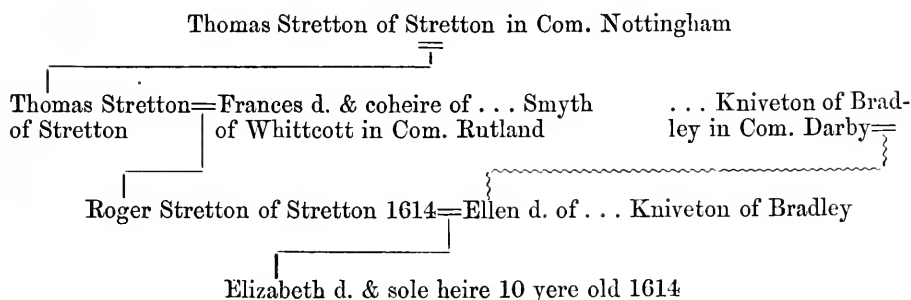 Thomas Stretton of Stretton in Com. Nottingham
Thomas Stretton=Frances d. & coheire of . . . Smyth
of Stretton
of Whittcott in Com. Rutland
. . . Kniveton of Brad-
ley in Com. Darby=
Roger Stretton of Stretton 1614=Ellen d. of . . . Kniveton of Bradley
Elizabeth d. & sole heire 10 yere old 1614